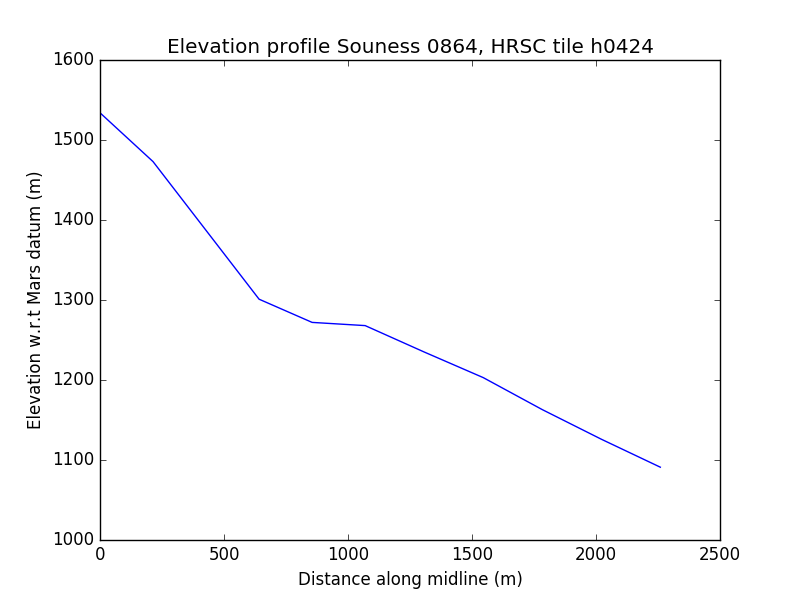 Elevation profile Souness 0864, HRSC tile h0424
1600
1500
1400
1300
1200
1100
1000
Elevation w.r.t Mars datum (m)
0 500 1000 1500 2000 2500
Distance along midline (m)